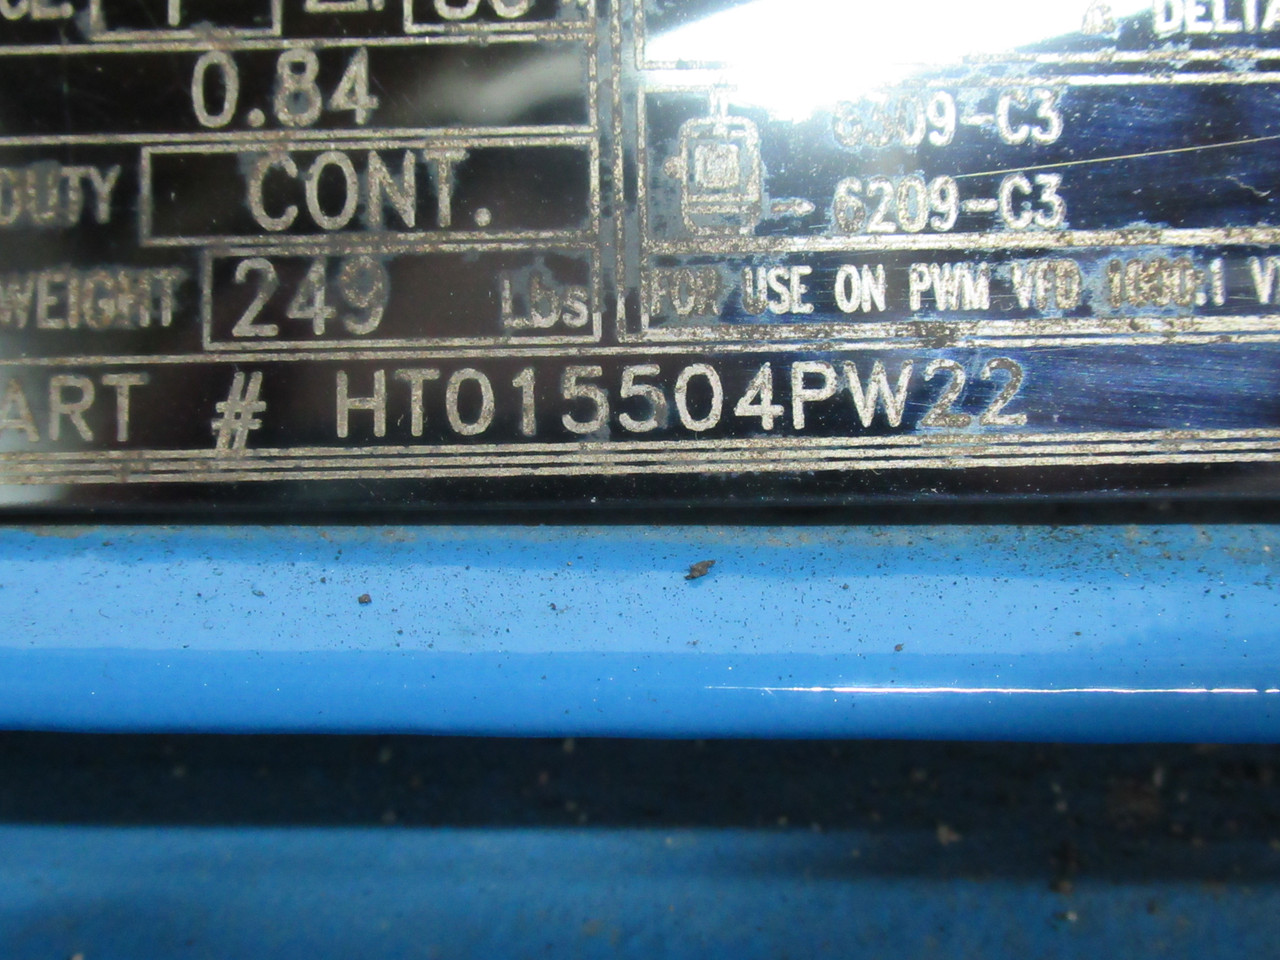 DELTA
0.84
6309-C3
DUTY CONT.
6209-C3
WEIGHT 249 Lbs
FOR USE ON PWM VFD
ART # HT015504PW22